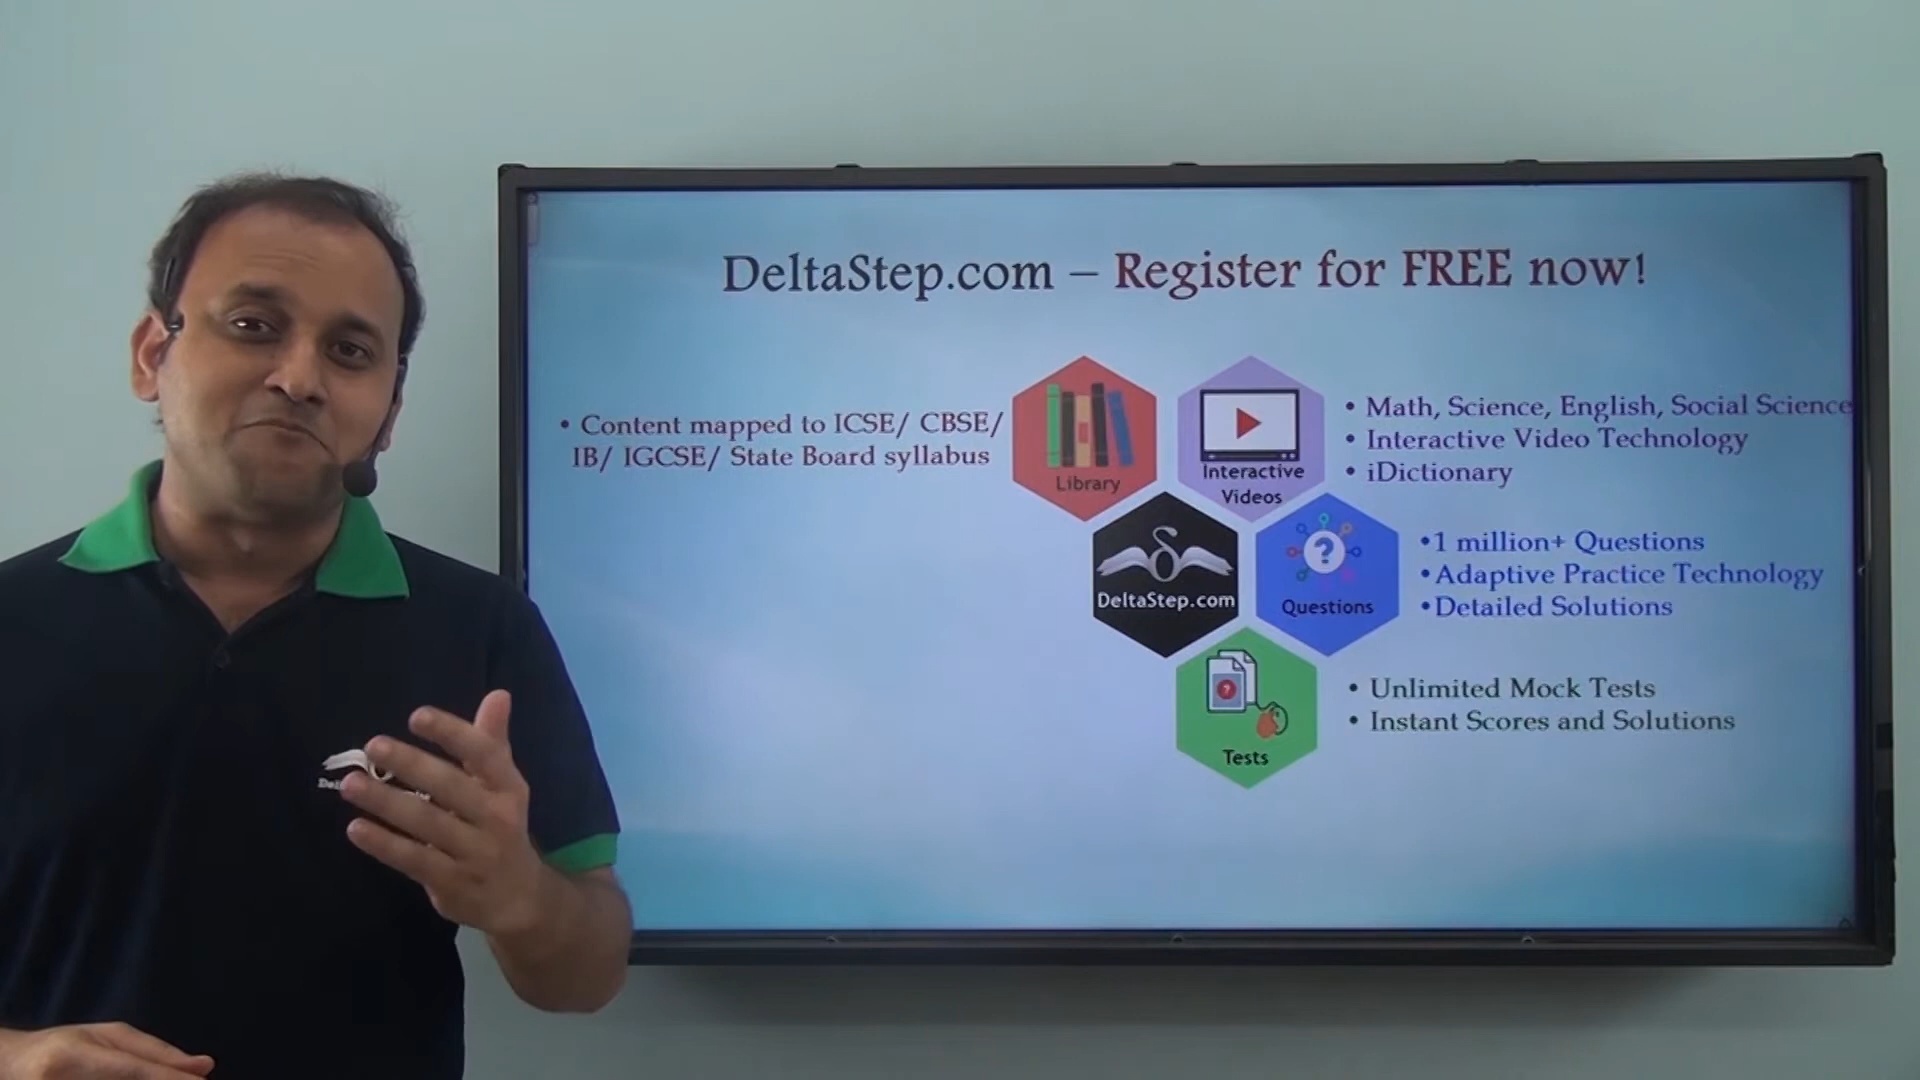 DeltaStep.com – Register for FREE now!
• Content mapped to ICSE/ CBSE/
IB/ IGCSE/ State Board syllabus
Library
Interactive
Videos
• Math, Science, English, Social Science
• Interactive Video Technology
• iDictionary
DeltaStep.com
?
Questions
•1 million+ Questions
•Adaptive Practice Technology
•Detailed Solutions
?
Tests
• Unlimited Mock Tests
• Instant Scores and Solutions